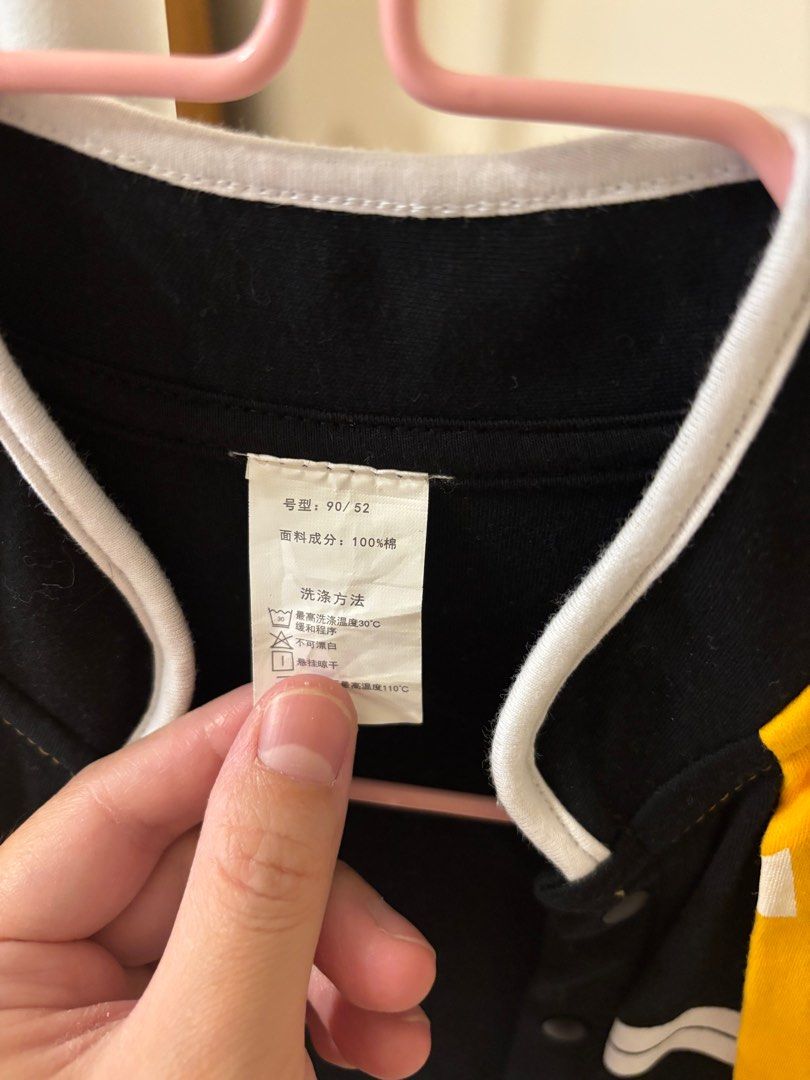 号型：90/52
面料成分：100%棉
洗涤方法
30
最高洗涤温度30℃
缓和程序
不可漂白
悬挂晾干
最高温度110℃